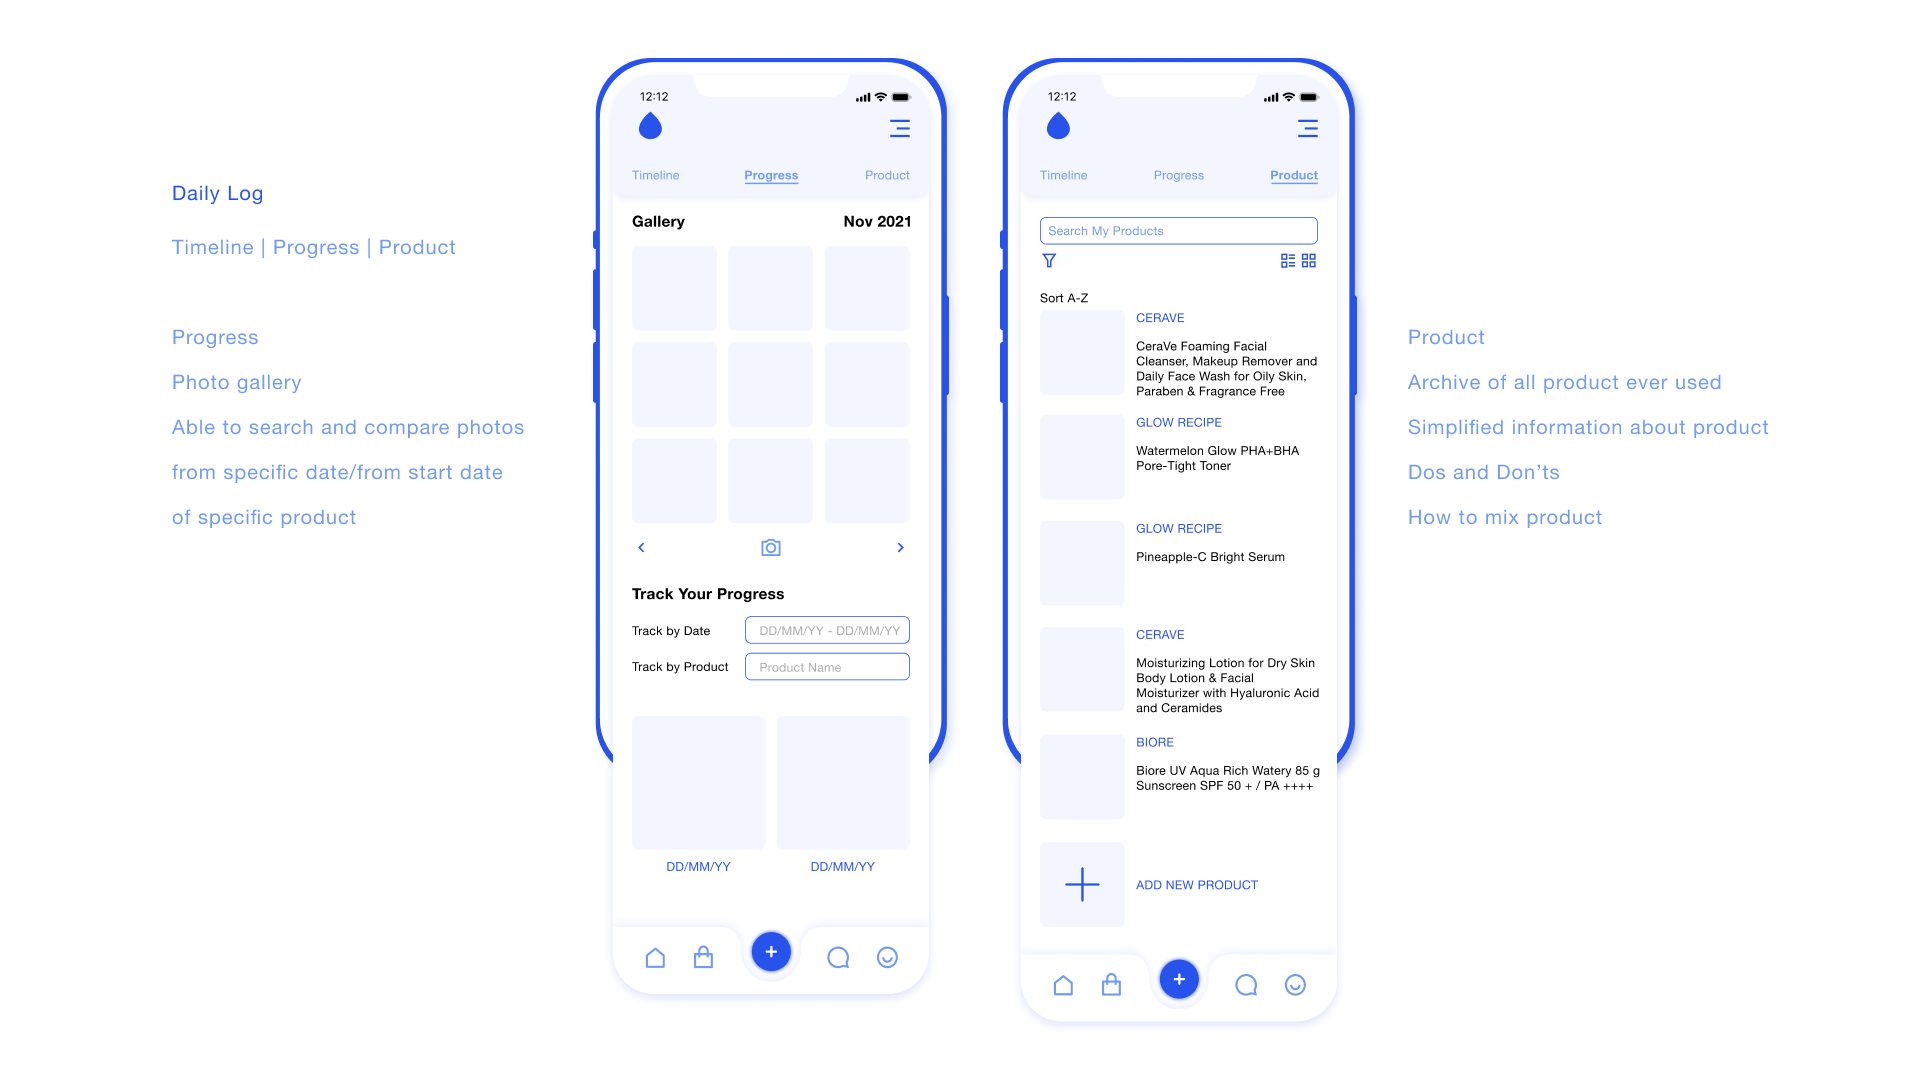 Daily Log
Timeline | Progress | Product
Progress
Photo gallery
Able to search and compare photos
from specific date/from start date
of specific product
12:12
Timeline Progress Product
Gallery Nov 2021
Track Your Progress
Track by Date DD/MM/YY - DD/MM/YY
Track by Product Product Name
DD/MM/YY DD/MM/YY
12:12
Timeline Progress Product
Search My Products
Sort A-Z
CERAVE
CeraVe Foaming Facial
Cleanser, Makeup Remover and
Daily Face Wash for Oily Skin,
Paraben & Fragrance Free
GLOW RECIPE
Watermelon Glow PHA+BHA
Pore-Tight Toner
GLOW RECIPE
Pineapple-C Bright Serum
CERAVE
Moisturizing Lotion for Dry Skin
Body Lotion & Facial
Moisturizer with Hyaluronic Acid
and Ceramides
BIORE
Biore UV Aqua Rich Watery 85 g
Sunscreen SPF 50 + / PA ++++
ADD NEW PRODUCT
Product
Archive of all product ever used
Simplified information about product
Dos and Don’ts
How to mix product